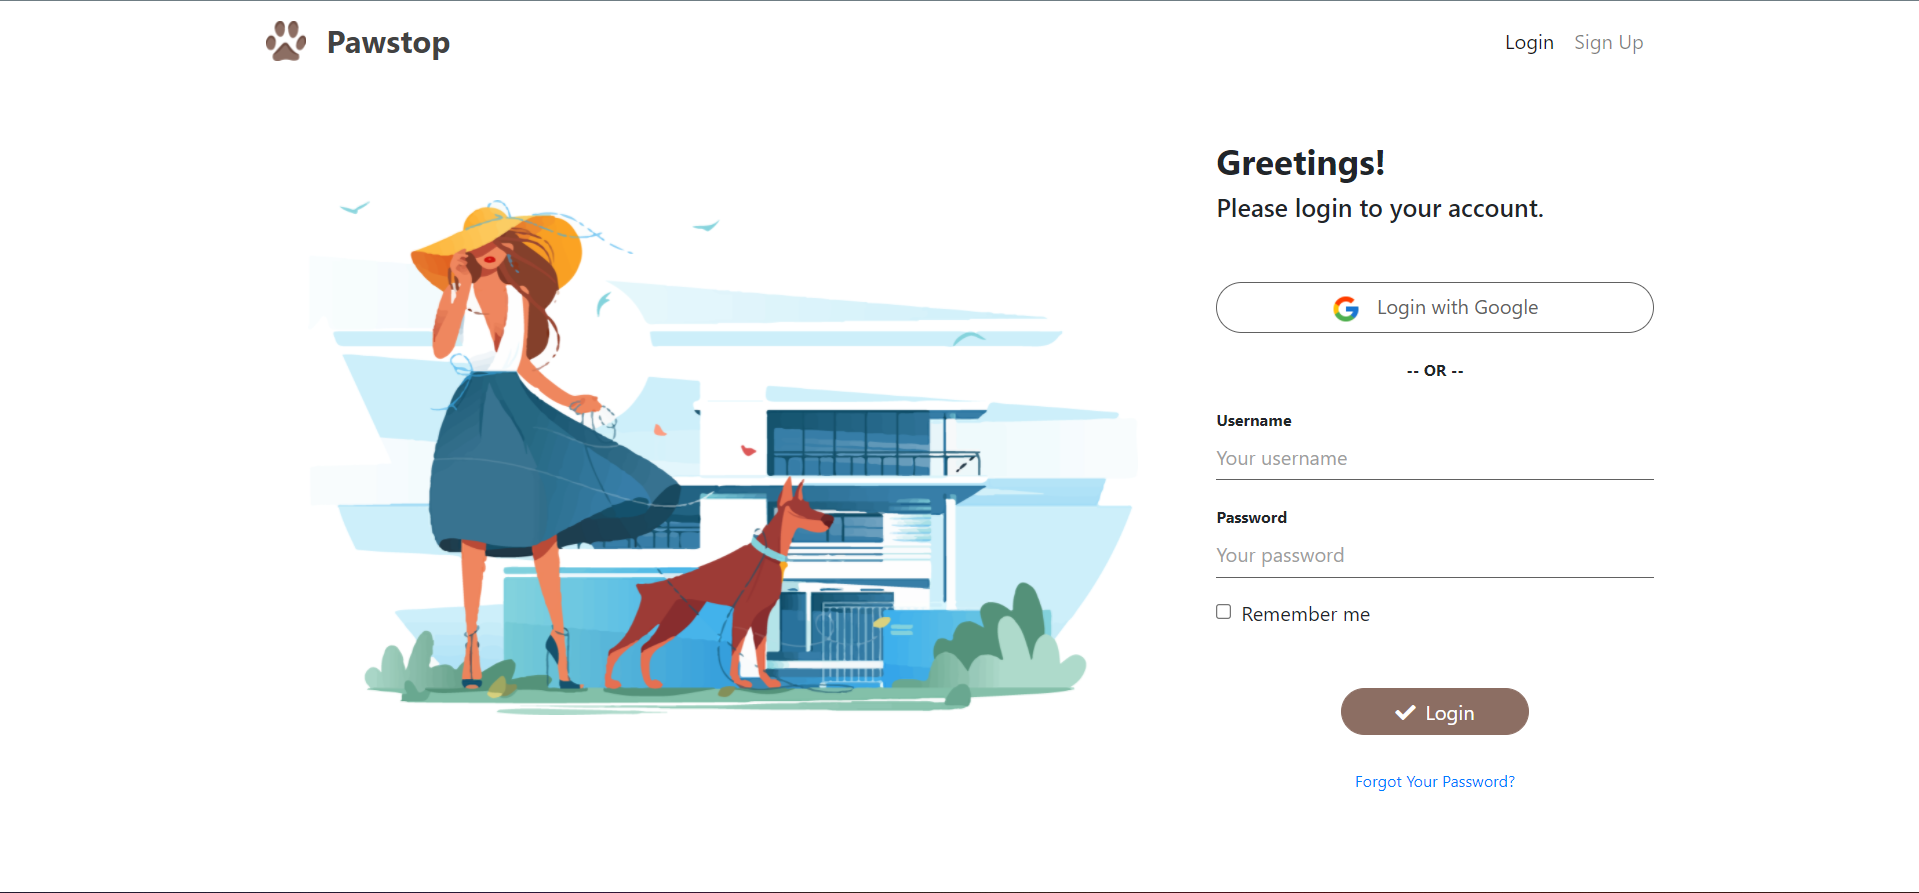 Pawstop
Login Sign Up
Greetings!
Please login to your account.
Login with Google
-- OR --
Username
Your username
Password
Your password
Remember me
Login
Forgot Your Password?